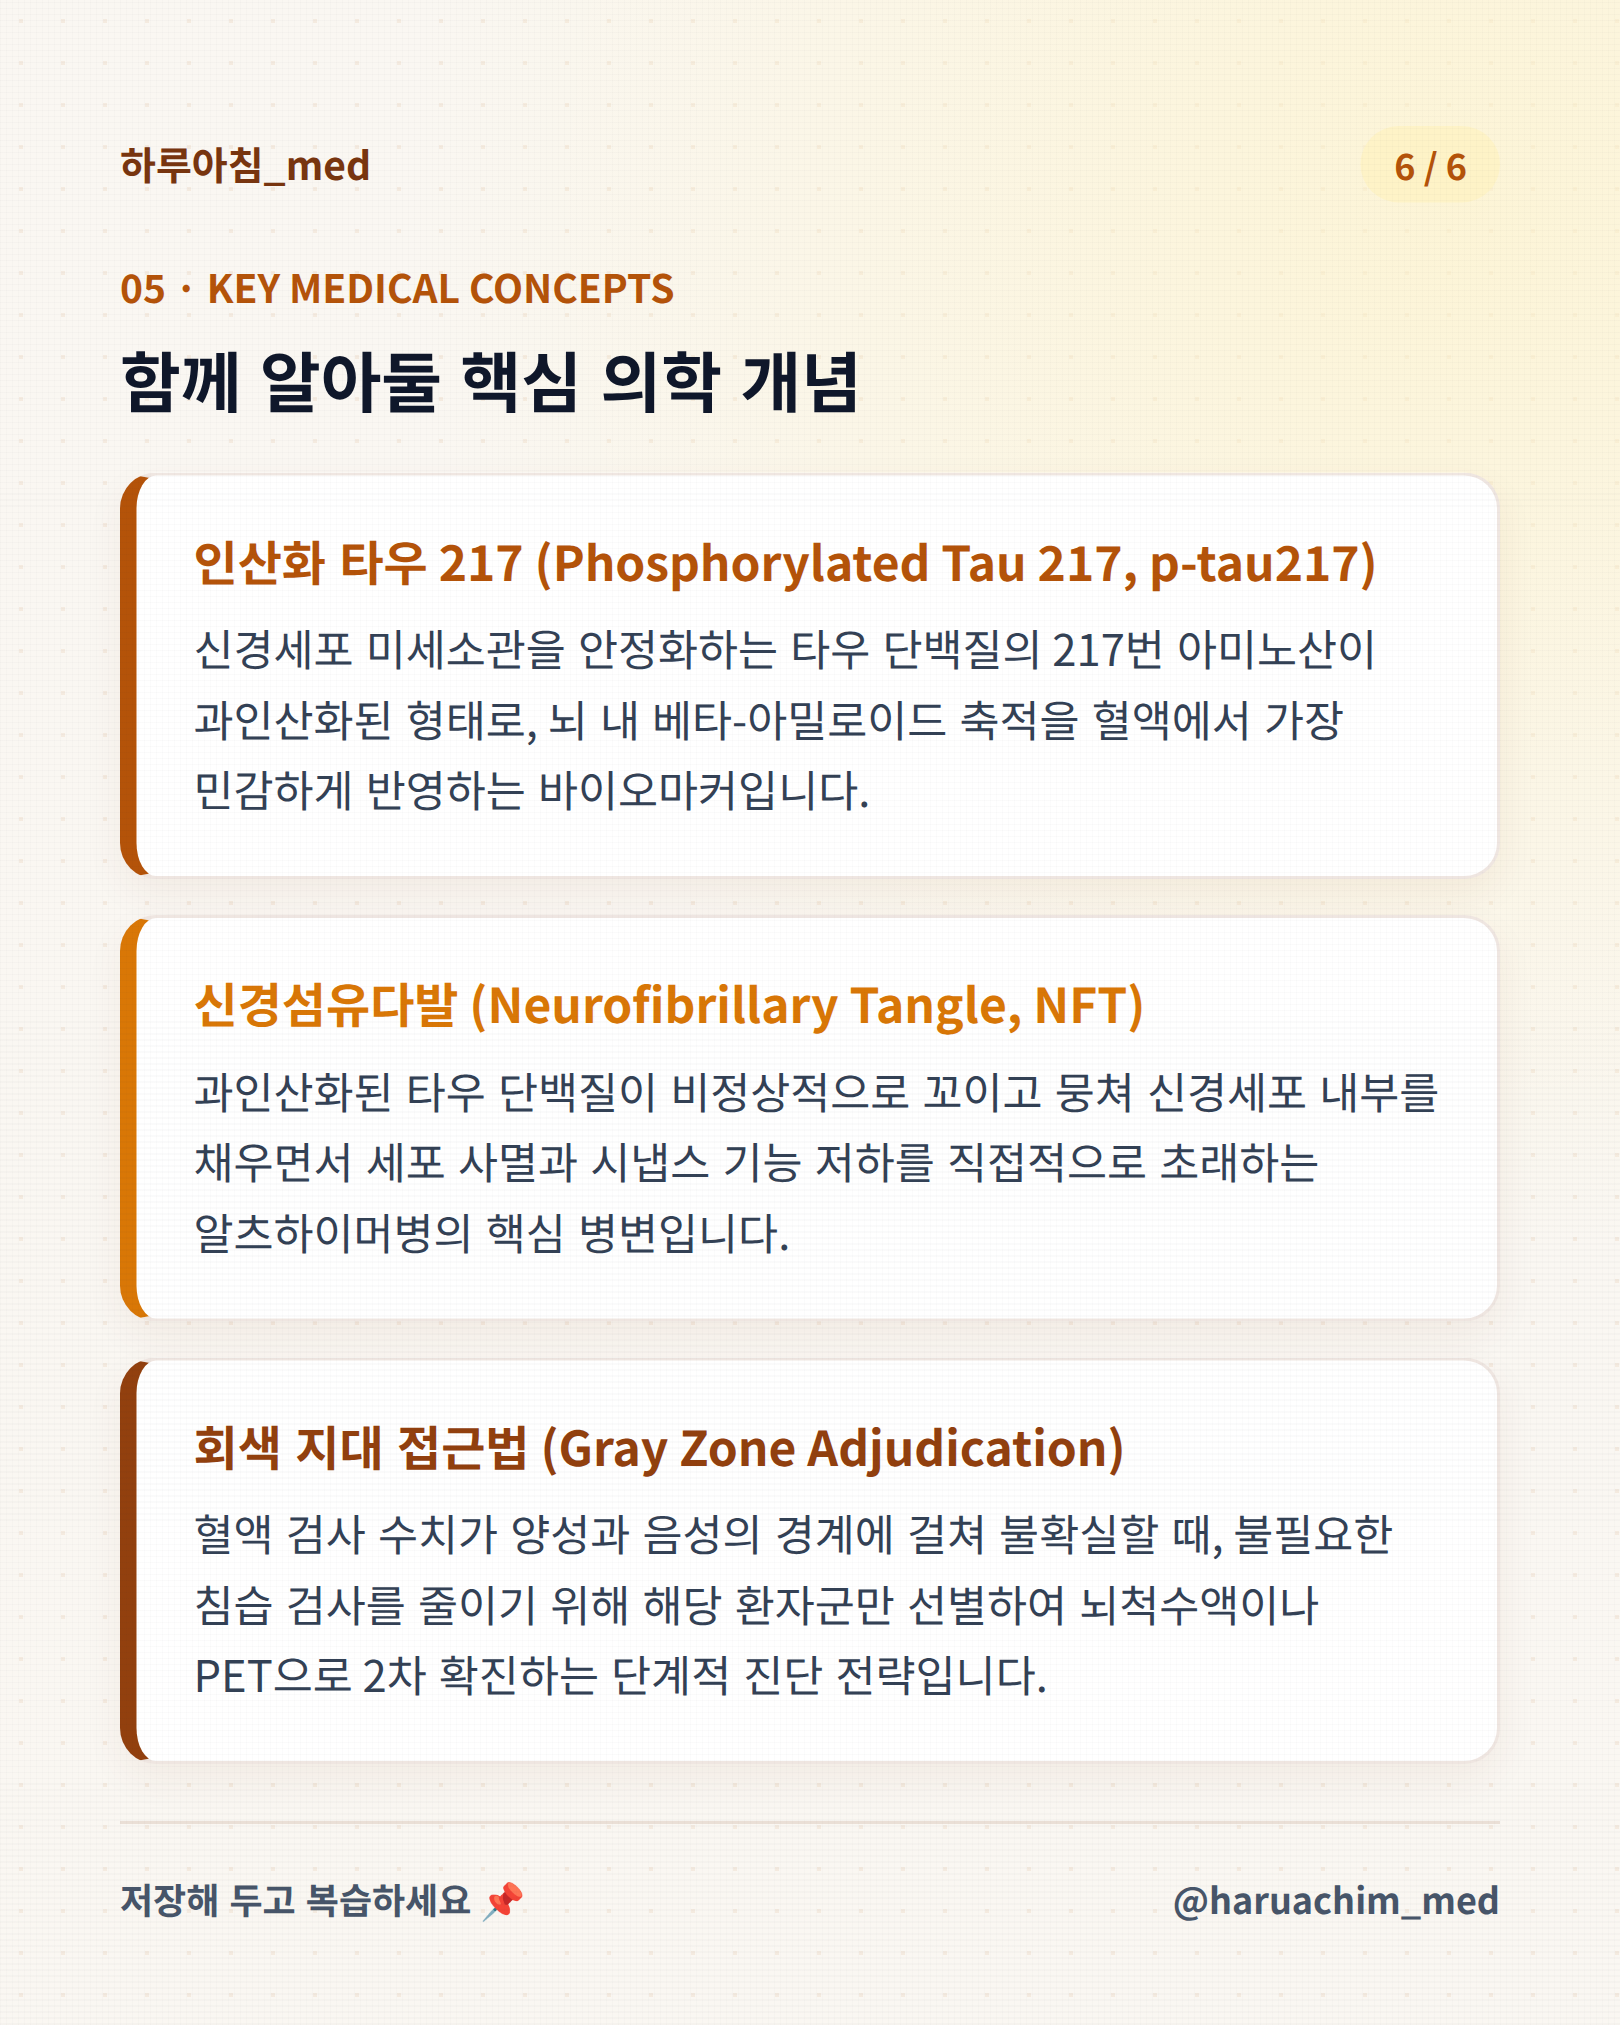 하루아침_med
6 / 6
05 · KEY MEDICAL CONCEPTS
함께 알아둘 핵심 의학 개념
인산화 타우 217 (Phosphorylated Tau 217, p-tau217)
신경세포 미세소관을 안정화하는 타우 단백질의 217번 아미노산이
과인산화된 형태로, 뇌 내 베타-아밀로이드 축적을 혈액에서 가장
민감하게 반영하는 바이오마커입니다.
신경섬유다발 (Neurofibrillary Tangle, NFT)
과인산화된 타우 단백질이 비정상적으로 꼬이고 뭉쳐 신경세포 내부를
채우면서 세포 사멸과 시냅스 기능 저하를 직접적으로 초래하는
알츠하이머병의 핵심 병변입니다.
회색 지대 접근법 (Gray Zone Adjudication)
혈액 검사 수치가 양성과 음성의 경계에 걸쳐 불확실할 때, 불필요한
침습 검사를 줄이기 위해 해당 환자군만 선별하여 뇌척수액이나
PET으로 2차 확진하는 단계적 진단 전략입니다.
저장해 두고 복습하세요 📌
@haruachim_med